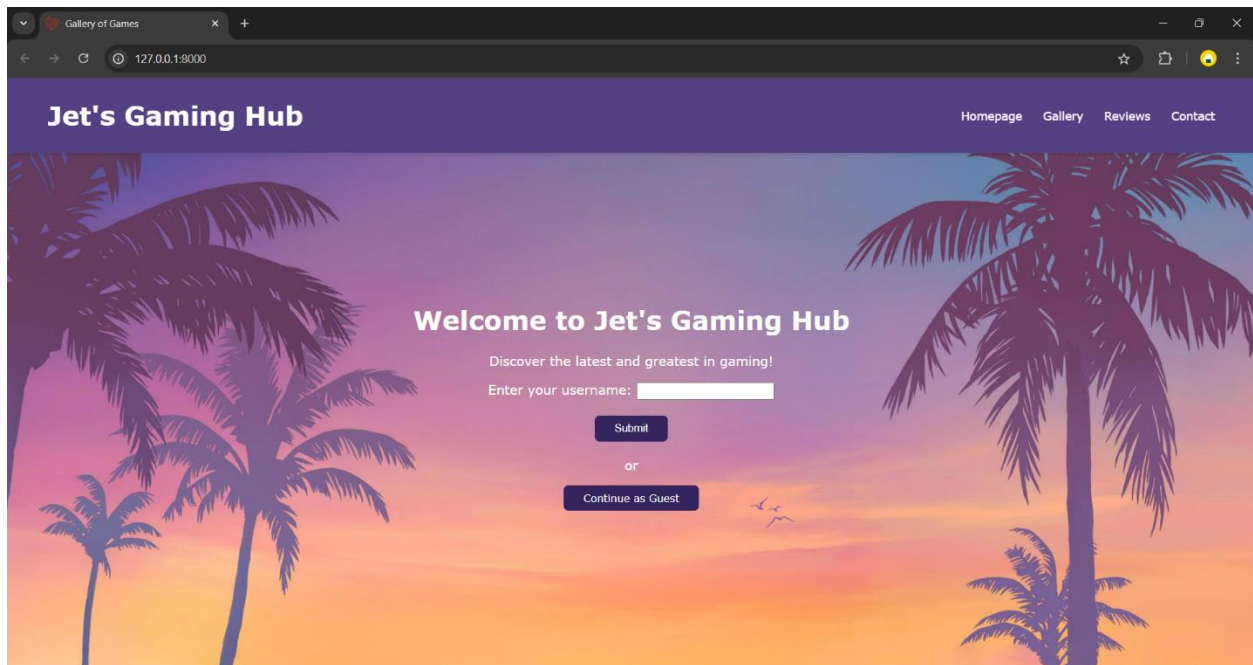 Gallery of Games
127.0.0.1:8000
Jet's Gaming Hub
Homepage Gallery Reviews Contact
Welcome to Jet's Gaming Hub
Discover the latest and greatest in gaming!
Enter your username:
Submit
or
Continue as Guest